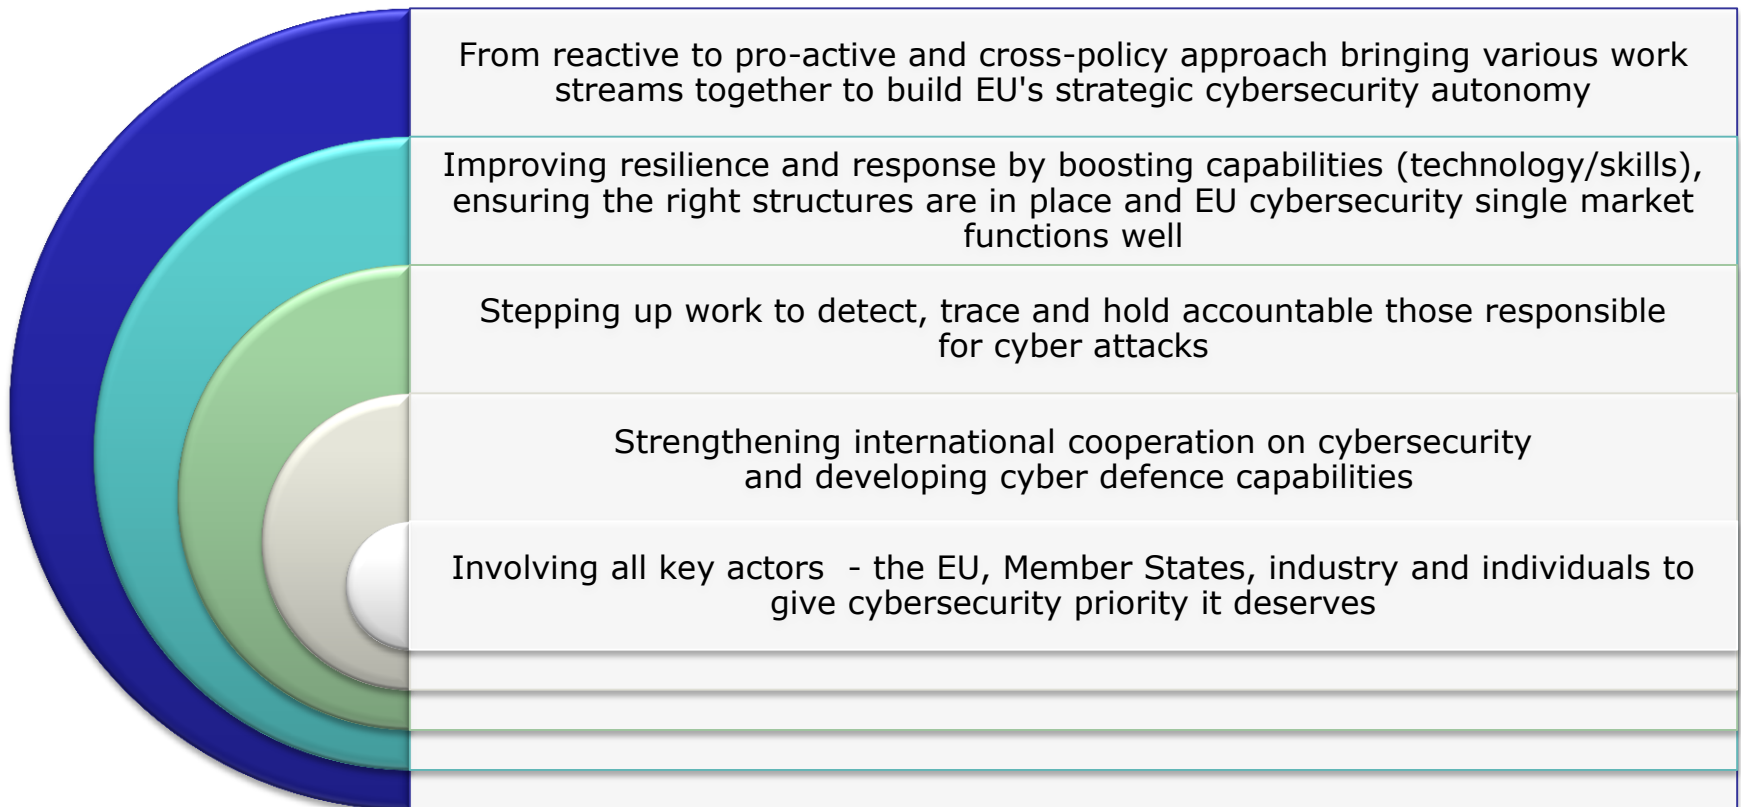 From reactive to pro-active and cross-policy approach bringing various work
streams together to build EU's strategic cybersecurity autonomy
Improving resilience and response by boosting capabilities (technology/skills),
ensuring the right structures are in place and EU cybersecurity single market
functions well
Stepping up work to detect, trace and hold accountable those responsible
for cyber attacks
Strengthening international cooperation on cybersecurity
and developing cyber defence capabilities
Involving all key actors  - the EU, Member States, industry and individuals to
give cybersecurity priority it deserves